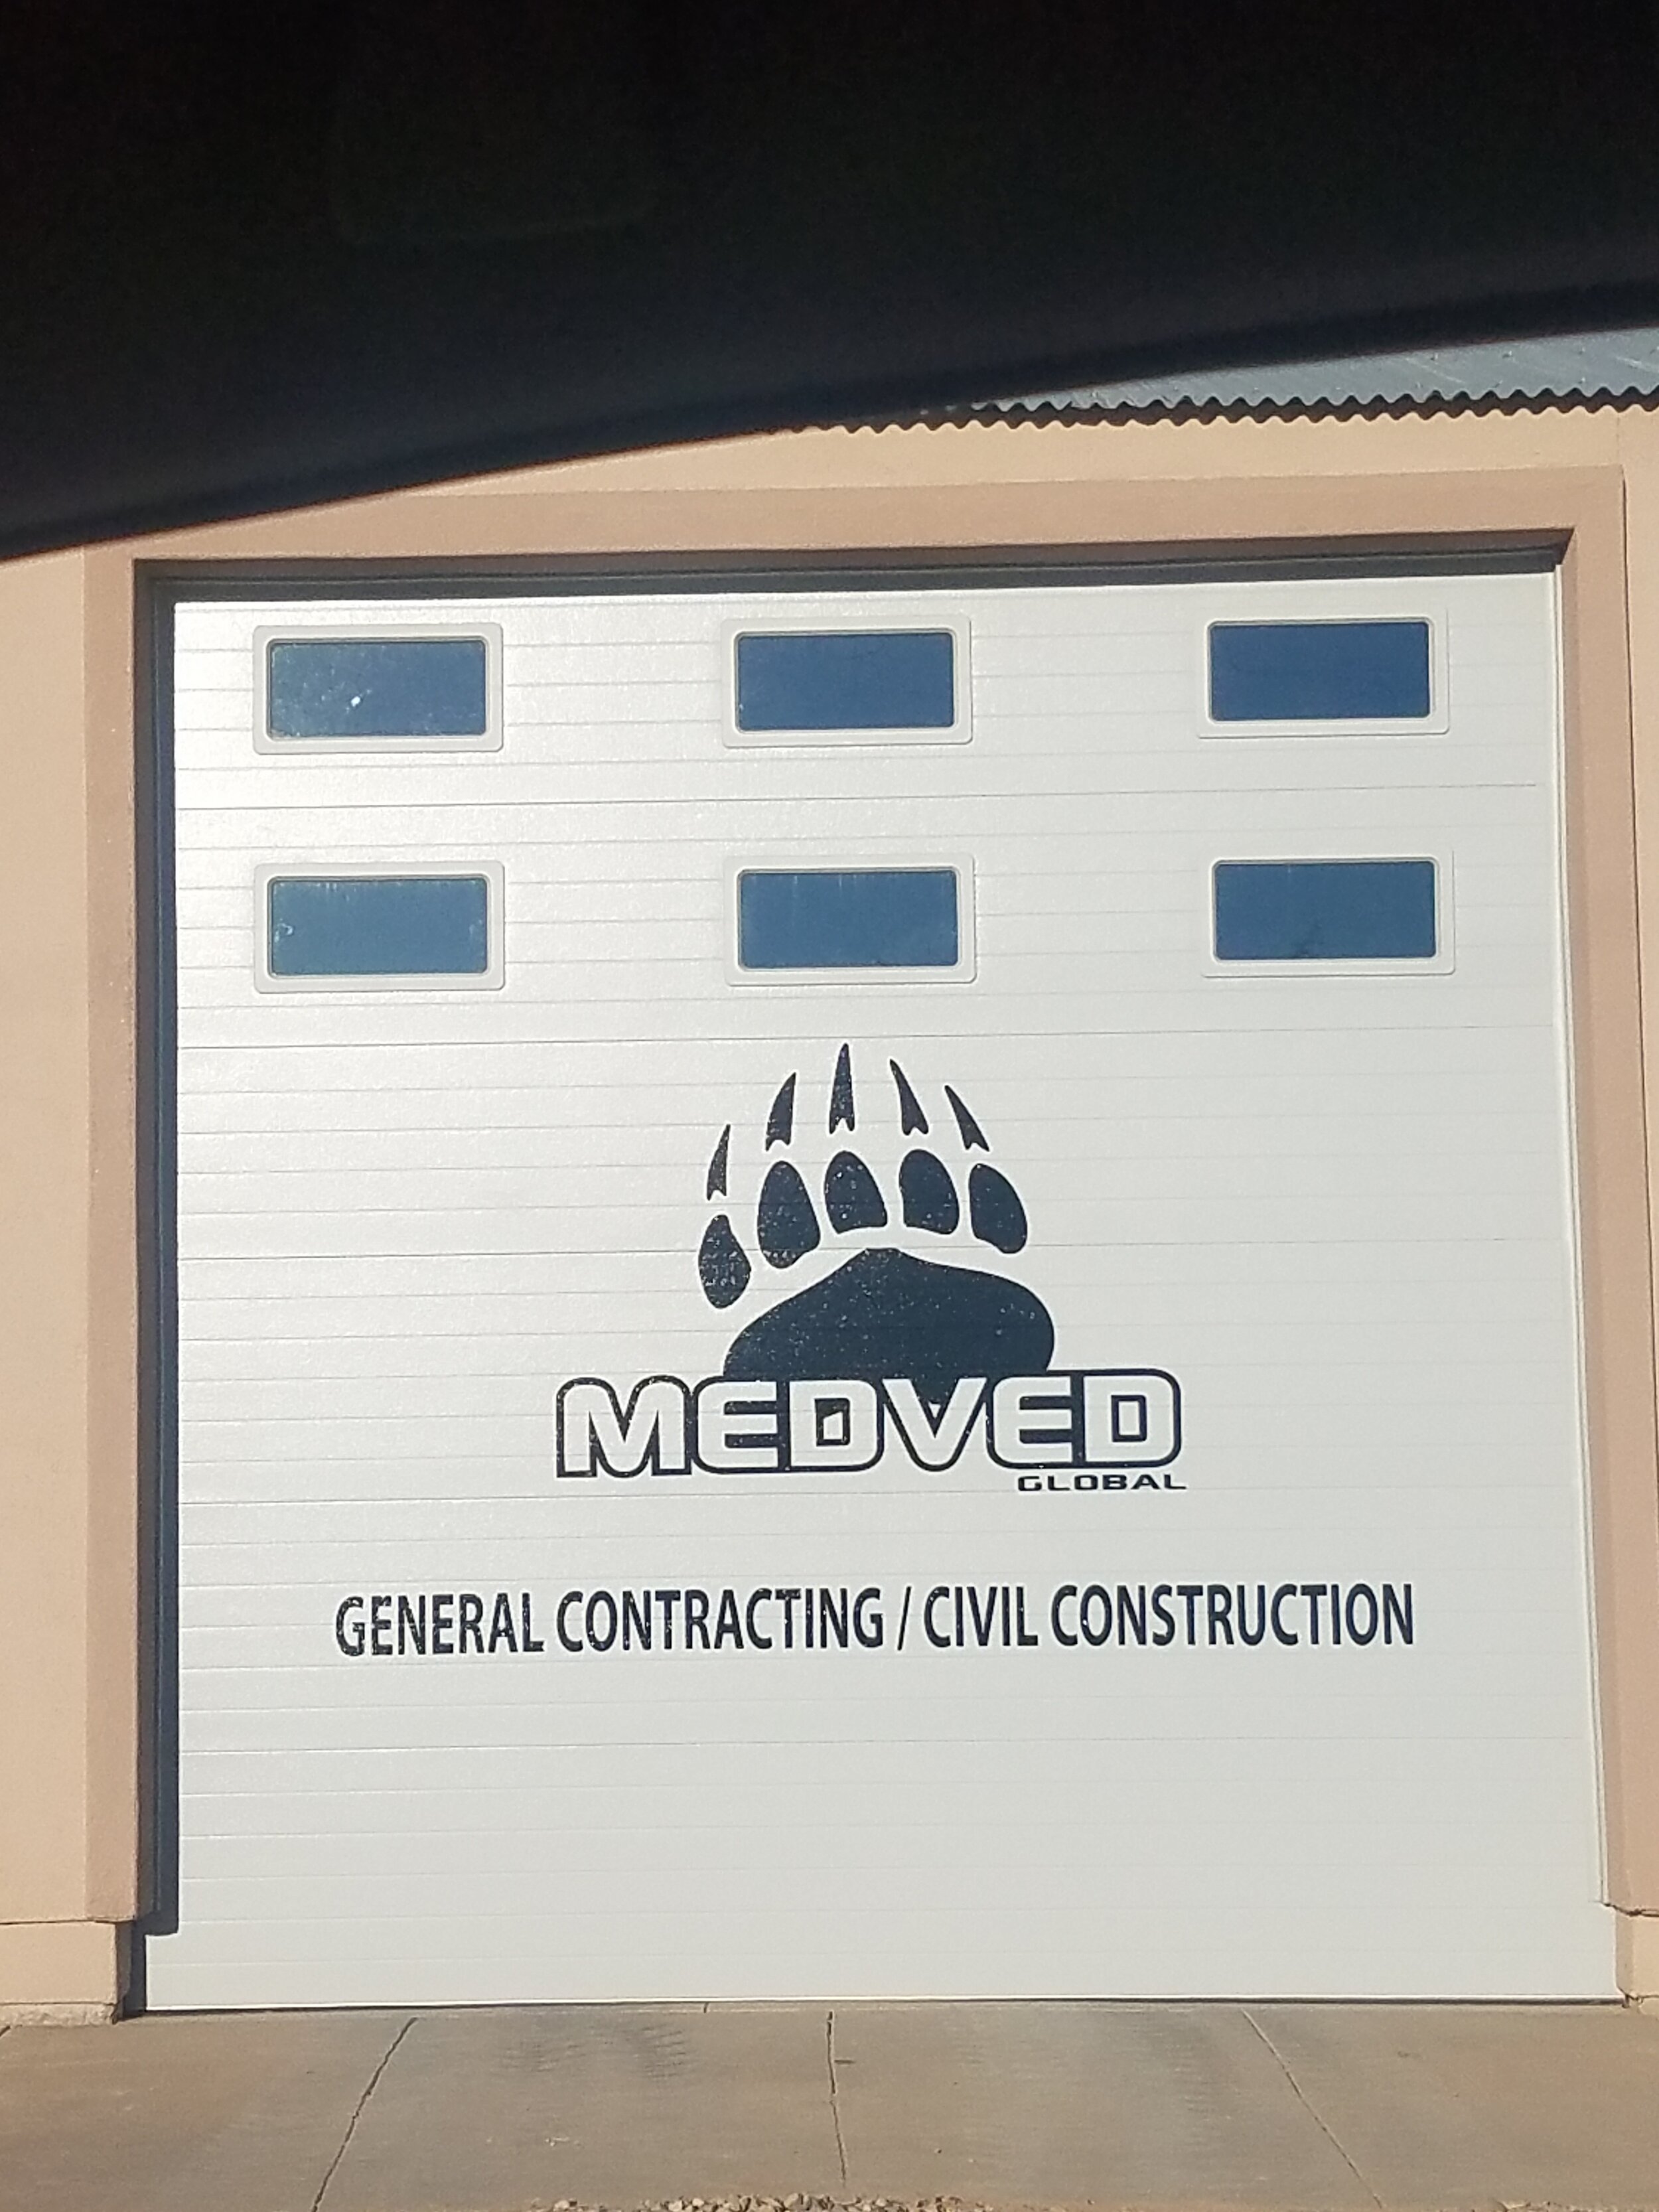 MEDVED
GLOBAL
GENERAL CONTRACTING / CIVIL CONSTRUCTION